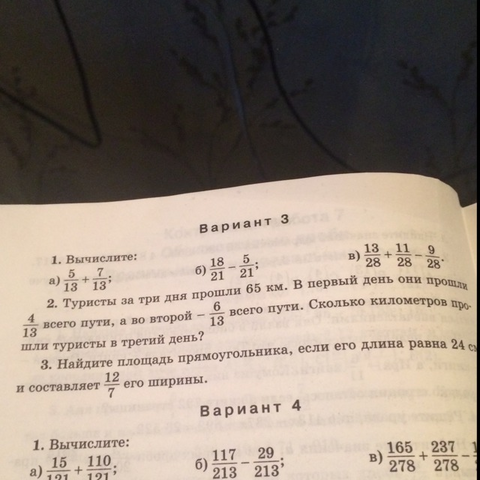 Вариант 3
1. Вычислите:
а) 5/13 + 7/13; б) 18/21 − 5/21; в) 13/28 + 11/28 − 9/28.
2. Туристы за три дня прошли 65 км. В первый день они прошли
4/13 всего пути, а во второй – 6/13 всего пути. Сколько километров про-
шли туристы в третий день?
3. Найдите площадь прямоугольника, если его длина равна 24 см
и составляет 12/7 его ширины.
Вариант 4
1. Вычислите:
а) 15/121 + 110/121; б) 117/213 − 29/213; в) 165/278 + 237/278 −